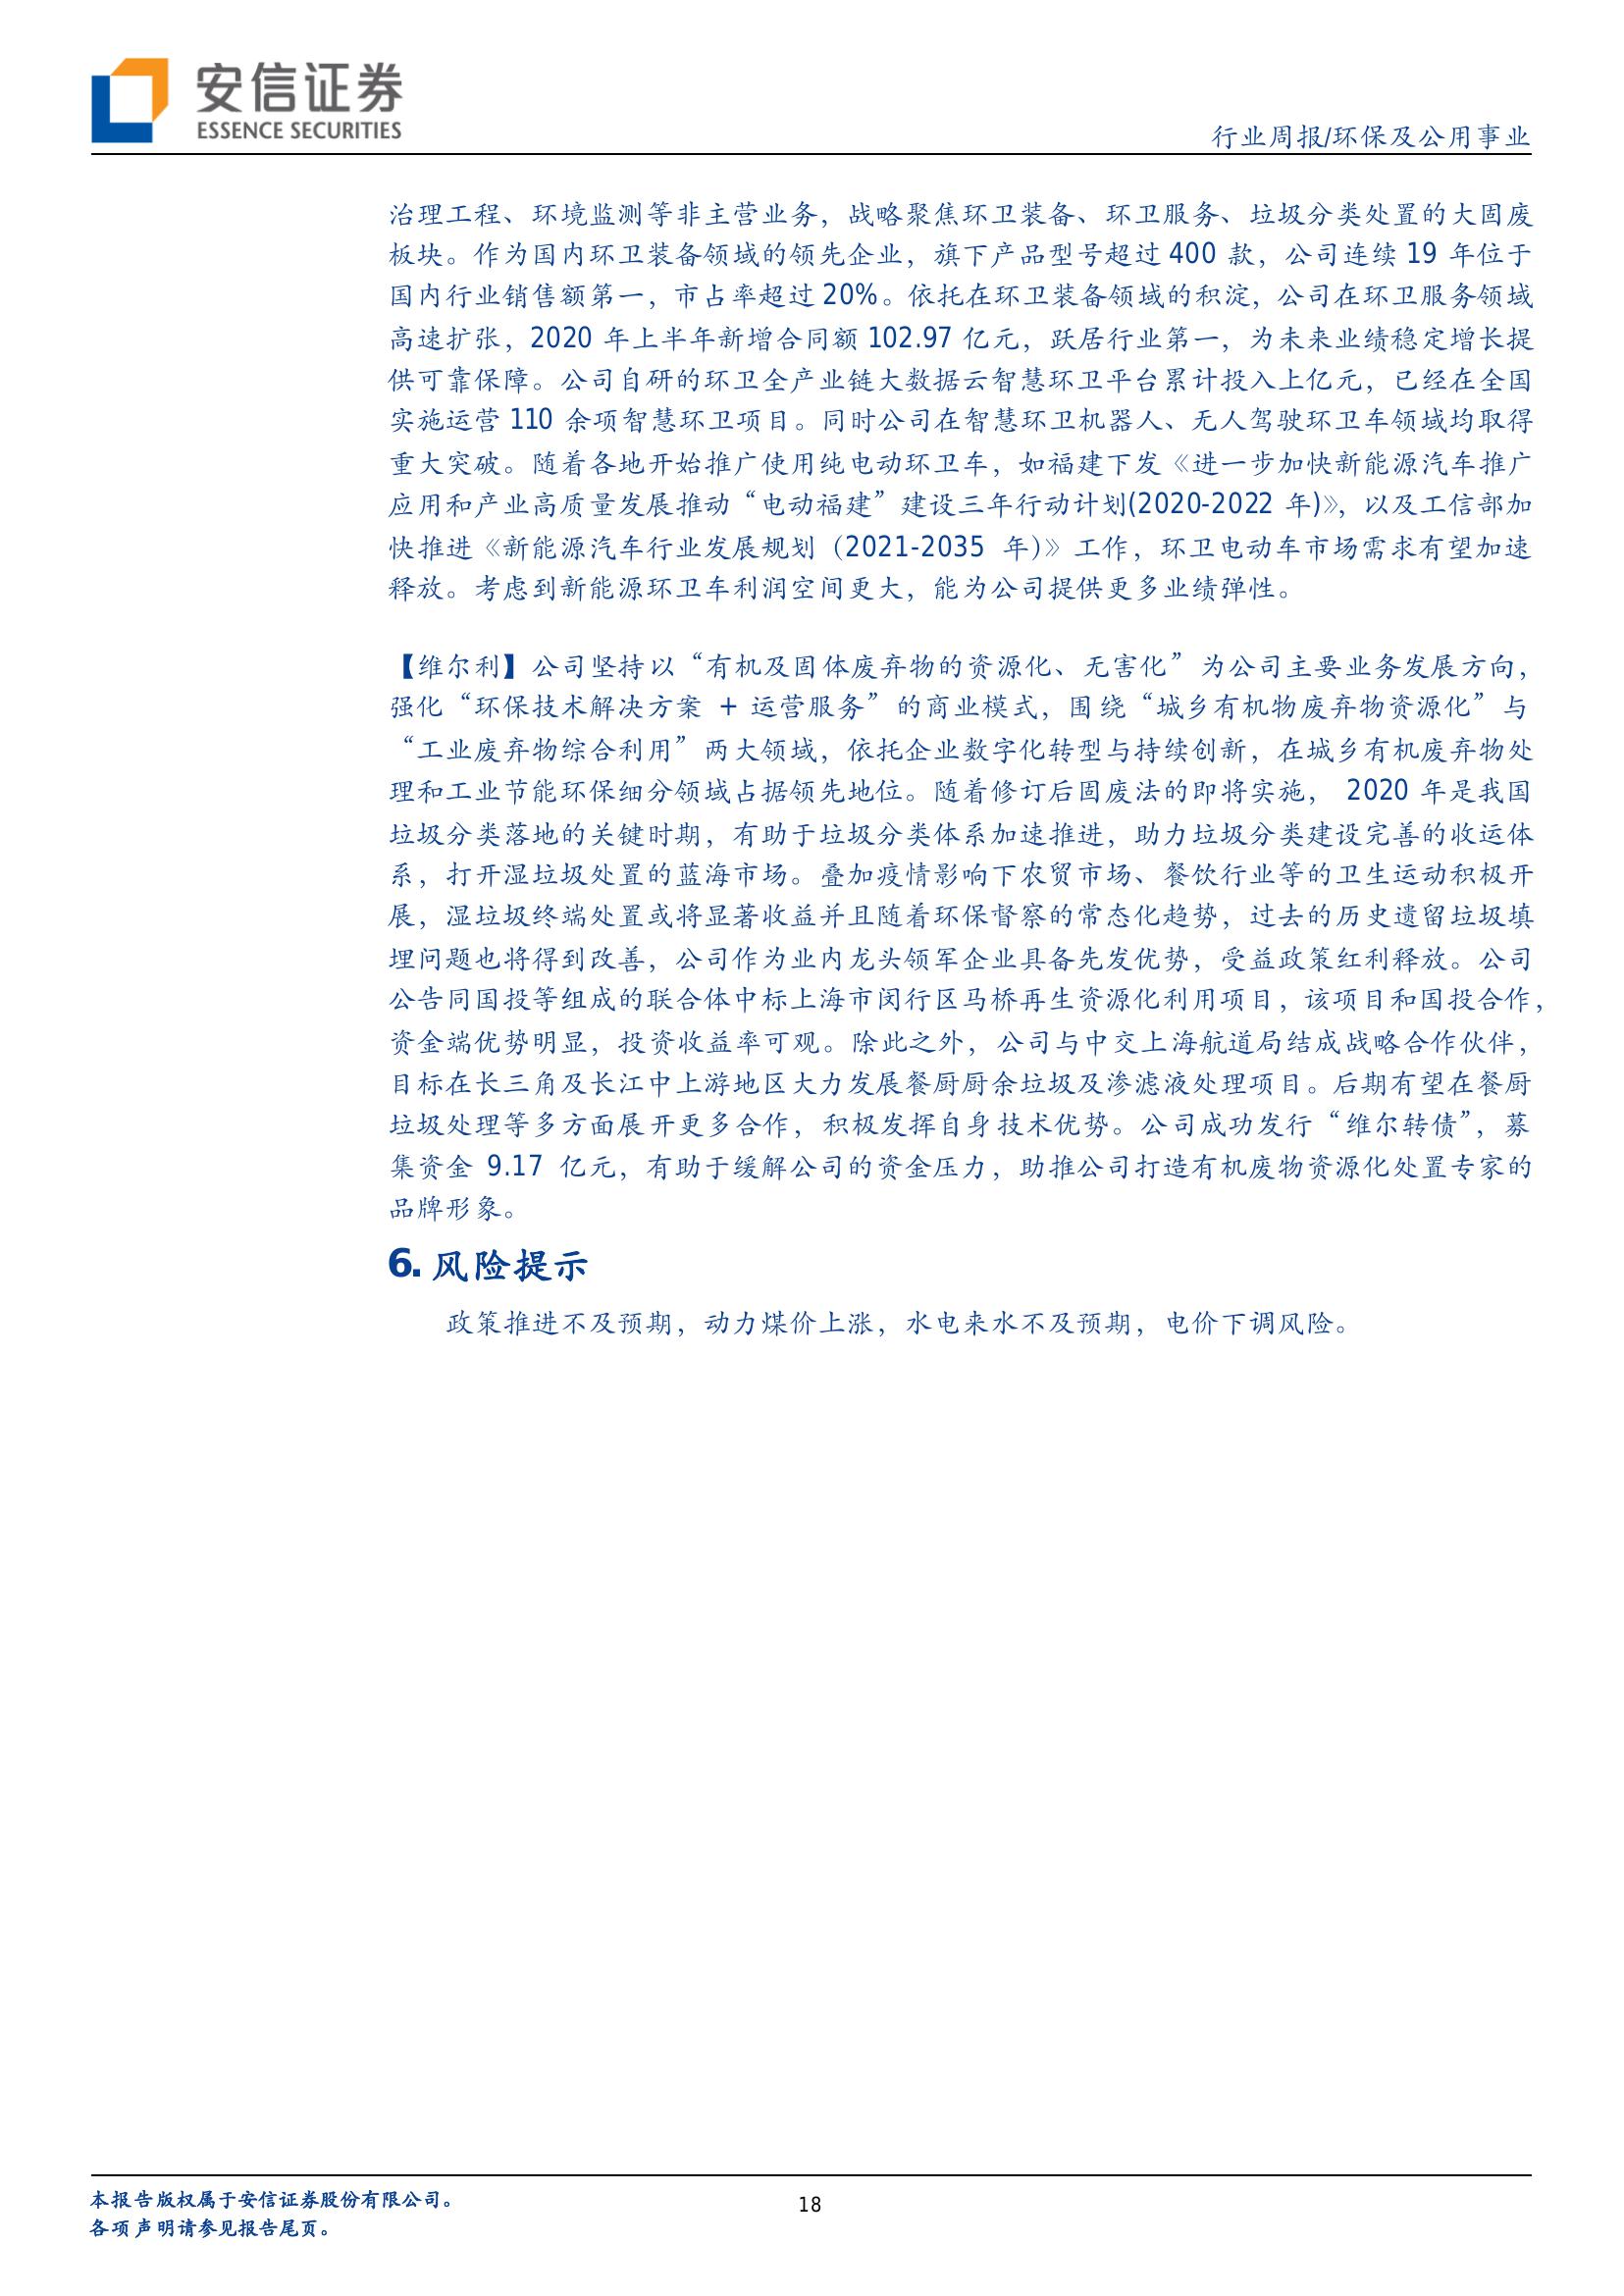 安信证券
ESSENCE SECURITIES
行业周报/环保及公用事业
治理工程、环境监测等非主营业务，战略聚焦环卫装备、环卫服务、垃圾分类处置的大固废
板块。作为国内环卫装备领域的领先企业，旗下产品型号超过 400 款，公司连续 19 年位于
国内行业销售额第一，市占率超过 20%。依托在环卫装备领域的积淀，公司在环卫服务领域
高速扩张，2020 年上半年新增合同额 102.97 亿元，跃居行业第一，为未来业绩稳定增长提
供可靠保障。公司自研的环卫全产业链大数据云智慧环卫平台累计投入上亿元，已经在全国
实施运营 110 余项智慧环卫项目。同时公司在智慧环卫机器人、无人驾驶环卫车领域均取得
重大突破。随着各地开始推广使用纯电动环卫车，如福建下发《进一步加快新能源汽车推广
应用和产业高质量发展推动“电动福建”建设三年行动计划(2020-2022 年)》，以及工信部加
快推进《新能源汽车行业发展规划（2021-2035 年）》工作，环卫电动车市场需求有望加速
释放。考虑到新能源环卫车利润空间更大，能为公司提供更多业绩弹性。
【维尔利】公司坚持以“有机及固体废弃物的资源化、无害化”为公司主要业务发展方向，
强化“环保技术解决方案 + 运营服务”的商业模式，围绕“城乡有机物废弃物资源化”与
“工业废弃物综合利用”两大领域，依托企业数字化转型与持续创新，在城乡有机废弃物处
理和工业节能环保细分领域占据领先地位。随着修订后固废法的即将实施， 2020 年是我国
垃圾分类落地的关键时期，有助于垃圾分类体系加速推进，助力垃圾分类建设完善的收运体
系，打开湿垃圾处置的蓝海市场。叠加疫情影响下农贸市场、餐饮行业等的卫生运动积极开
展，湿垃圾终端处置或将显著收益并且随着环保督察的常态化趋势，过去的历史遗留垃圾填
埋问题也将得到改善，公司作为业内龙头领军企业具备先发优势，受益政策红利释放。公司
公告同国投等组成的联合体中标上海市闵行区马桥再生资源化利用项目，该项目和国投合作，
资金端优势明显，投资收益率可观。除此之外，公司与中交上海航道局结成战略合作伙伴，
目标在长三角及长江中上游地区大力发展餐厨厨余垃圾及渗滤液处理项目。后期有望在餐厨
垃圾处理等多方面展开更多合作，积极发挥自身技术优势。公司成功发行“维尔转债”，募
集资金 9.17 亿元，有助于缓解公司的资金压力，助推公司打造有机废物资源化处置专家的
品牌形象。
6. 风险提示
政策推进不及预期，动力煤价上涨，水电来水不及预期，电价下调风险。
本报告版权属于安信证券股份有限公司。
18
各项声明请参见报告尾页。